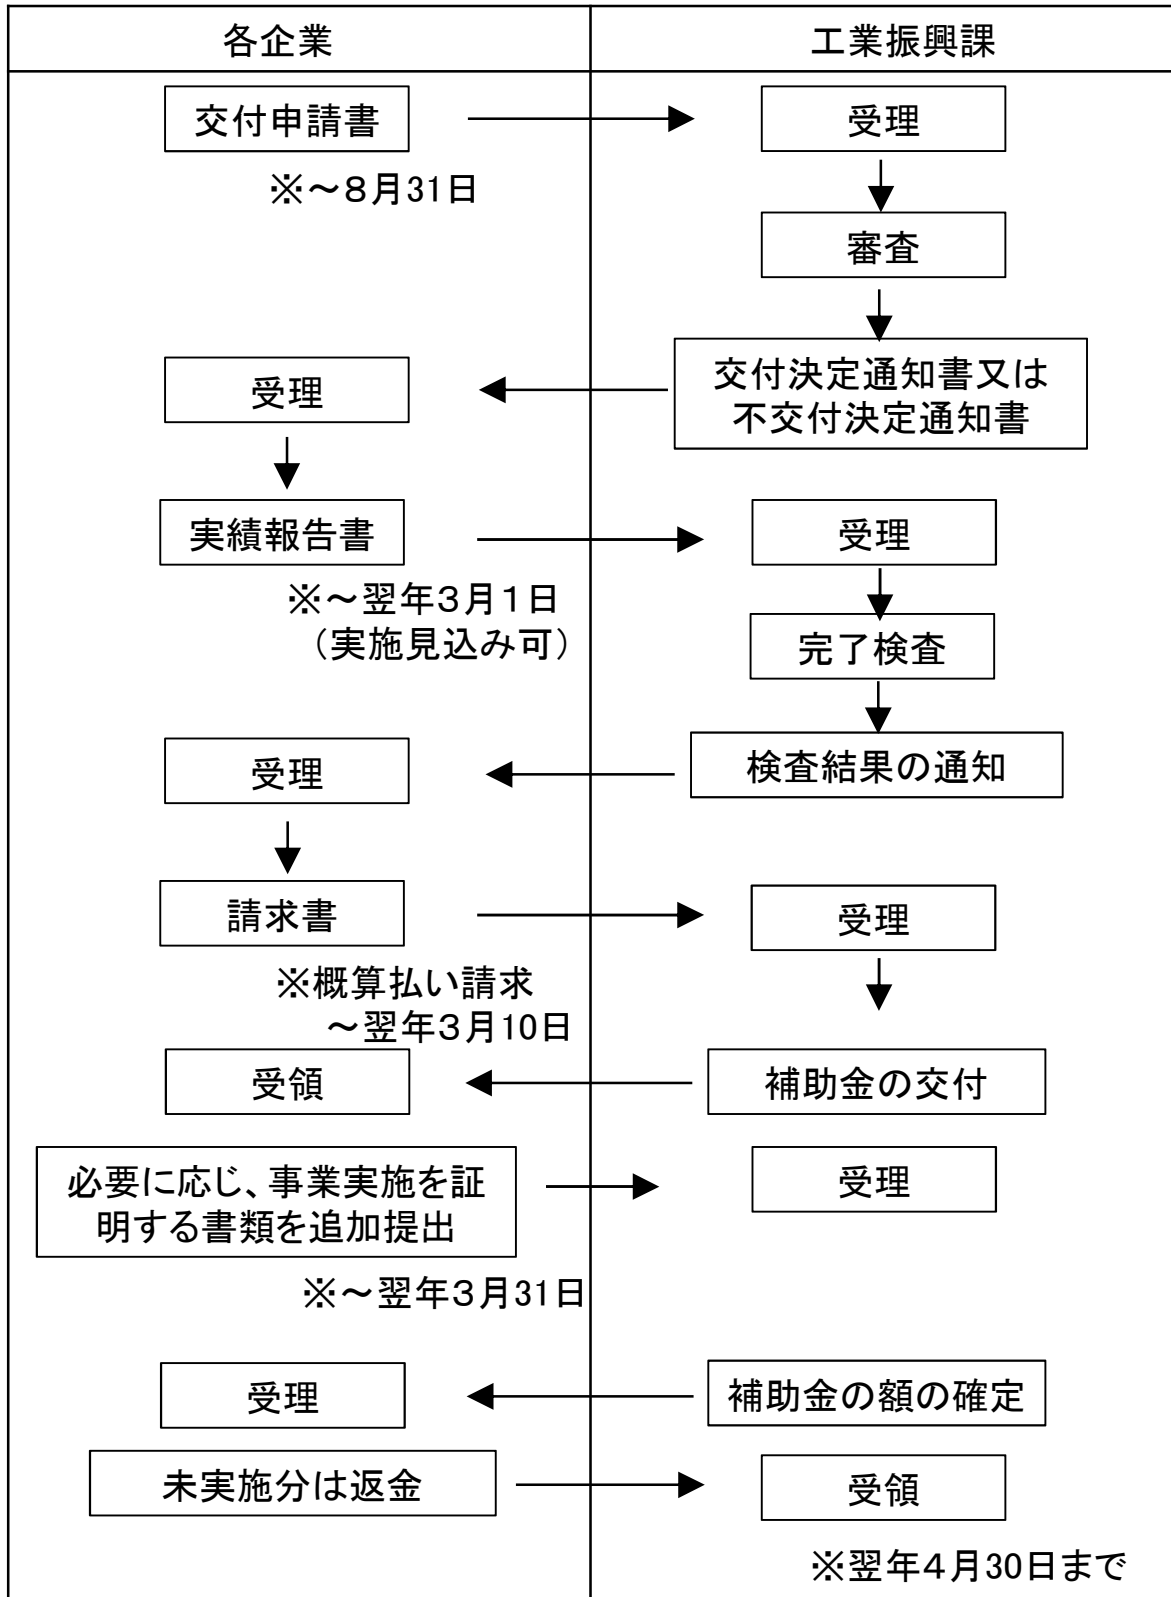 各企業
工業振興課
交付申請書
受理
※～８月31日
審査
交付決定通知書又は
不交付決定通知書
受理
実績報告書
受理
※～翌年３月１日
（実施見込み可）
完了検査
検査結果の通知
受理
請求書
受理
※概算払い請求
～翌年３月10日
受領
補助金の交付
必要に応じ、事業実施を証
明する書類を追加提出
受理
※～翌年３月31日
受理
補助金の額の確定
未実施分は返金
受領
※翌年４月30日まで